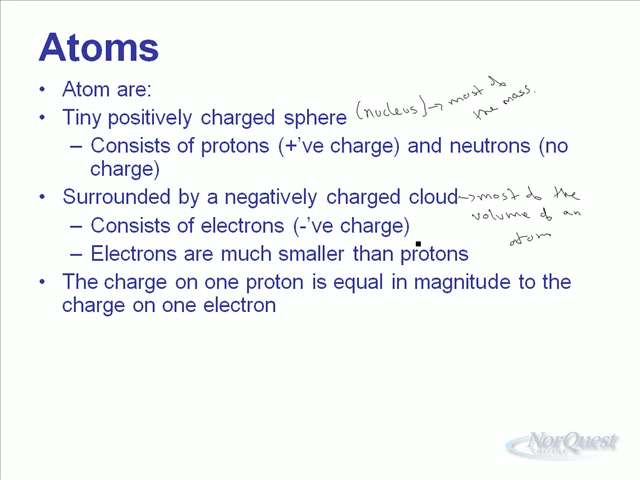 Atoms
• Atom are:
• Tiny positively charged sphere (nucleus) → most of
the mass.
– Consists of protons (+'ve charge) and neutrons (no
charge)
• Surrounded by a negatively charged cloud → most of the
volume of an
atom
– Consists of electrons (-'ve charge)
– Electrons are much smaller than protons
• The charge on one proton is equal in magnitude to the
charge on one electron
NorQuest
COLLEGE